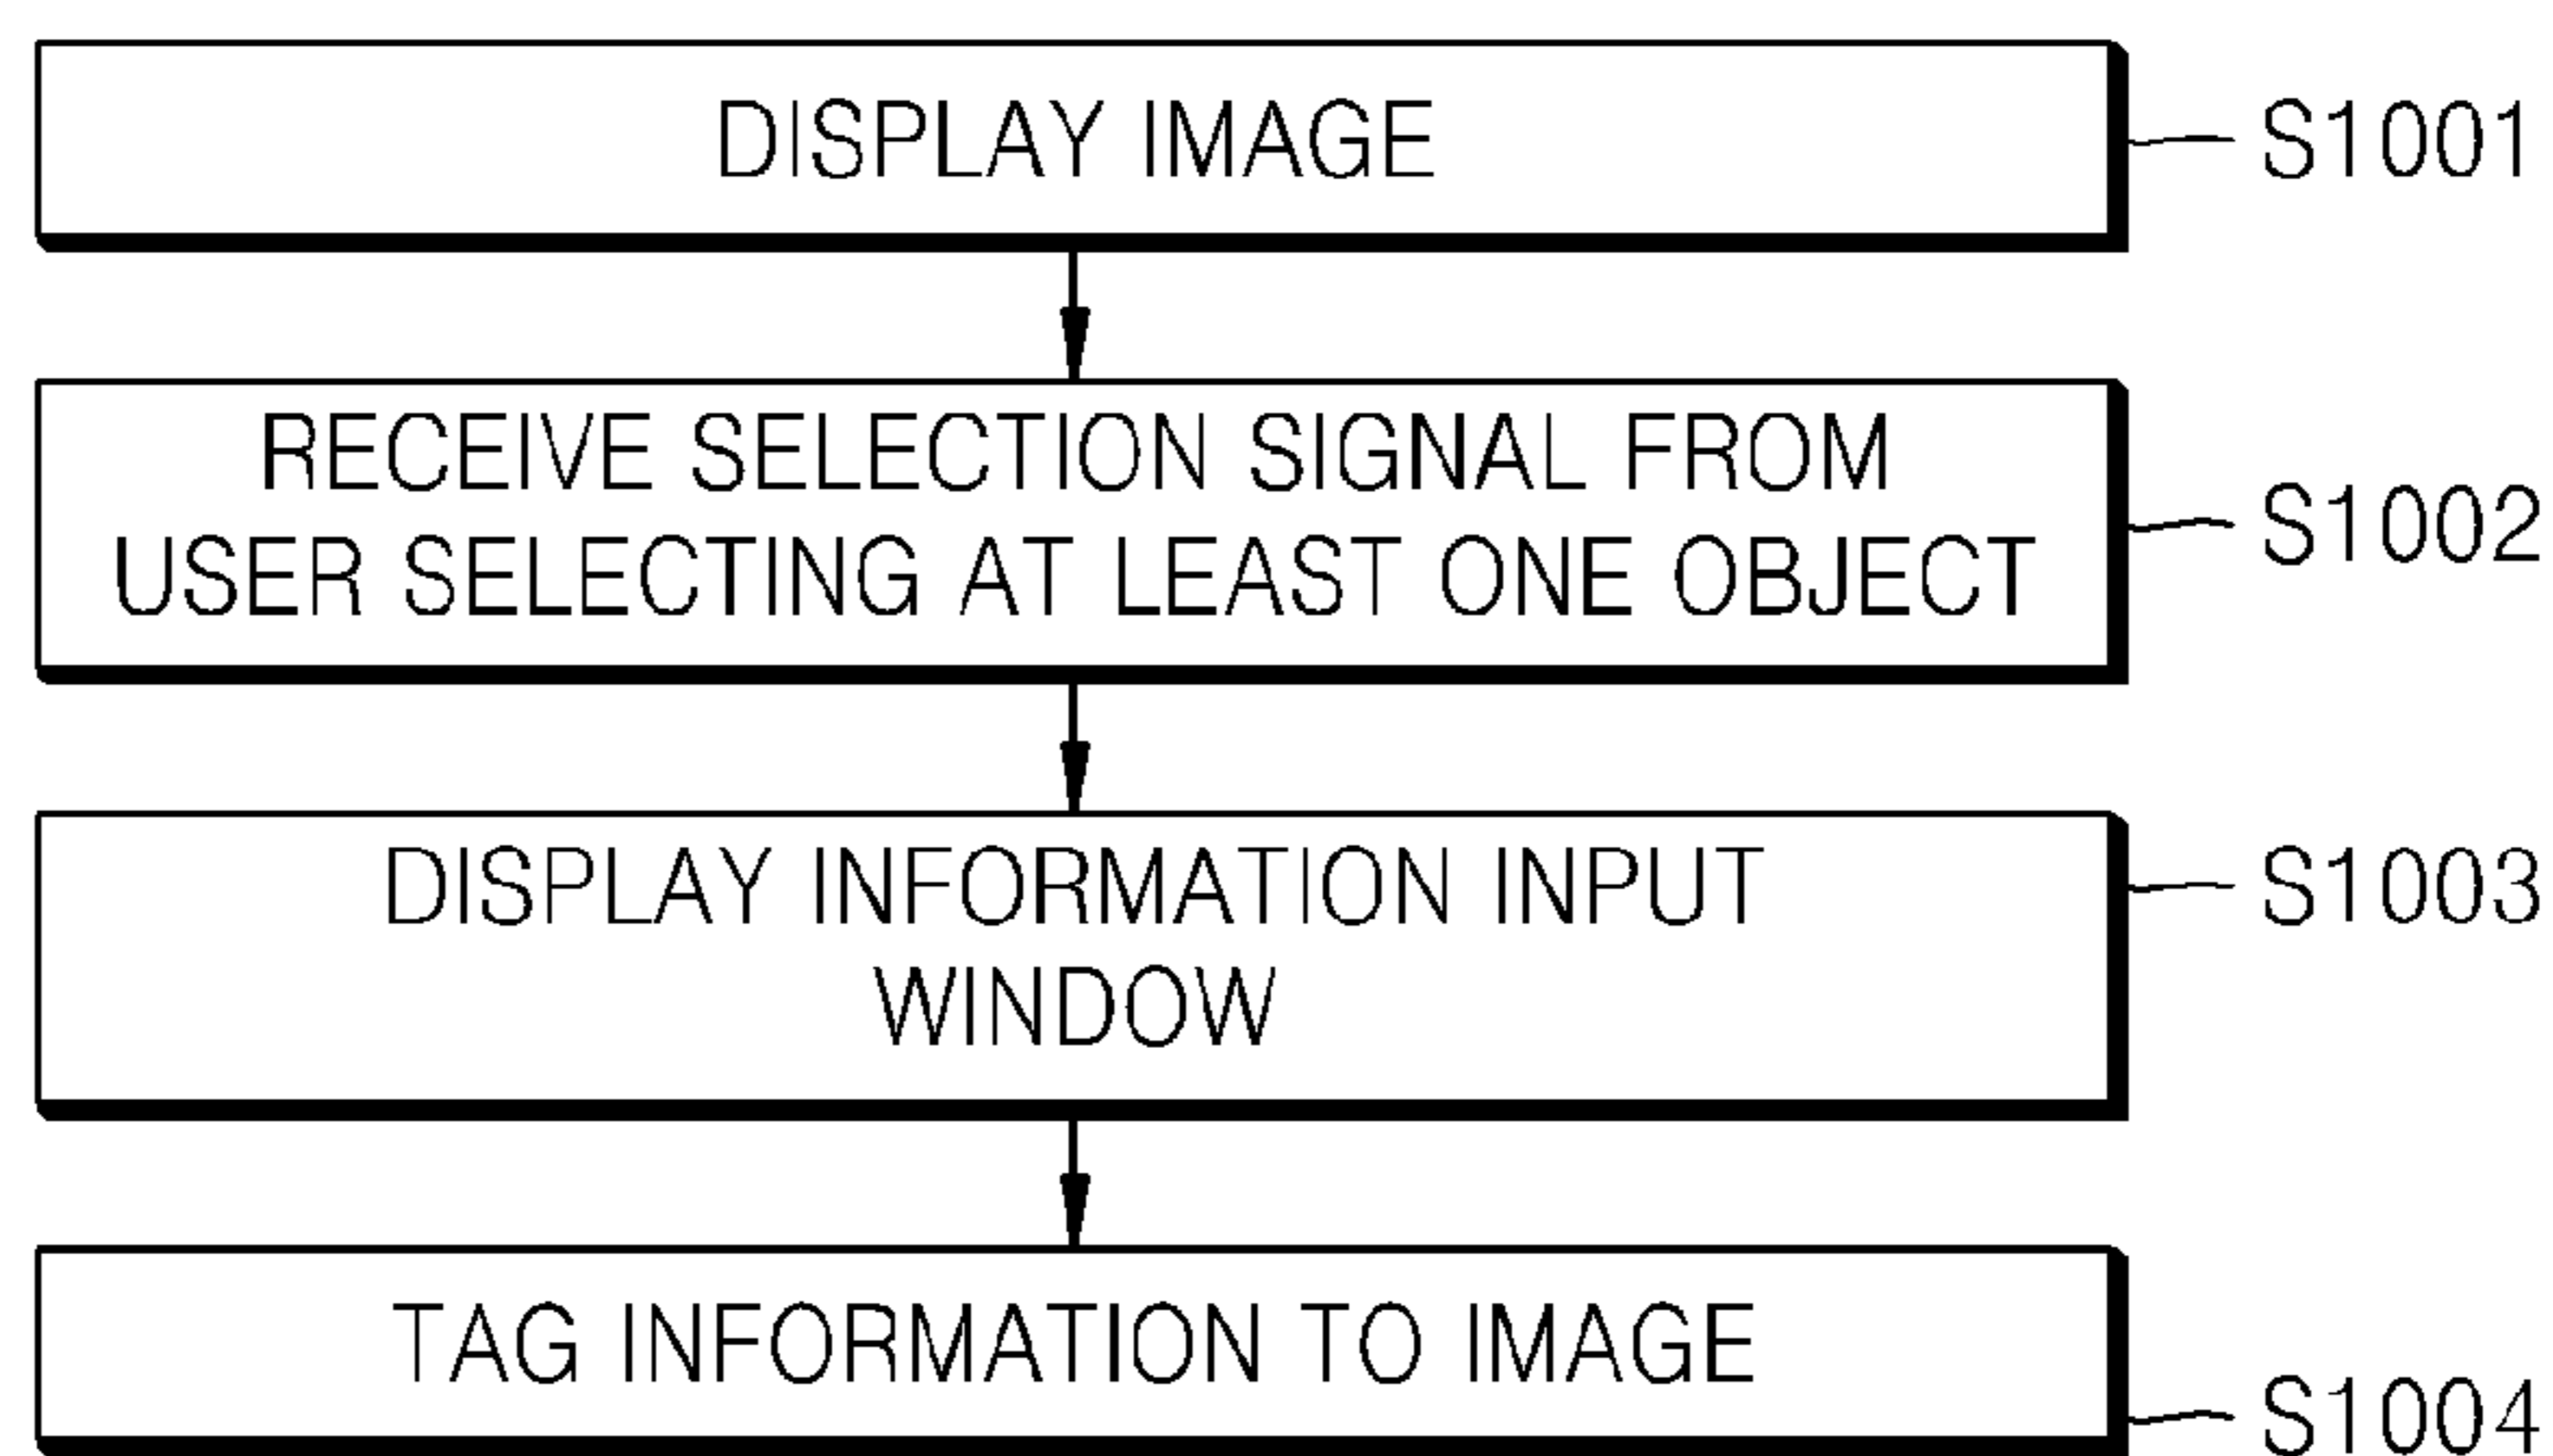 DISPLAY IMAGE
S1001
RECEIVE SELECTION SIGNAL FROM
USER SELECTING AT LEAST ONE OBJECT
S1002
DISPLAY INFORMATION INPUT
WINDOW
S1003
TAG INFORMATION TO IMAGE
S1004